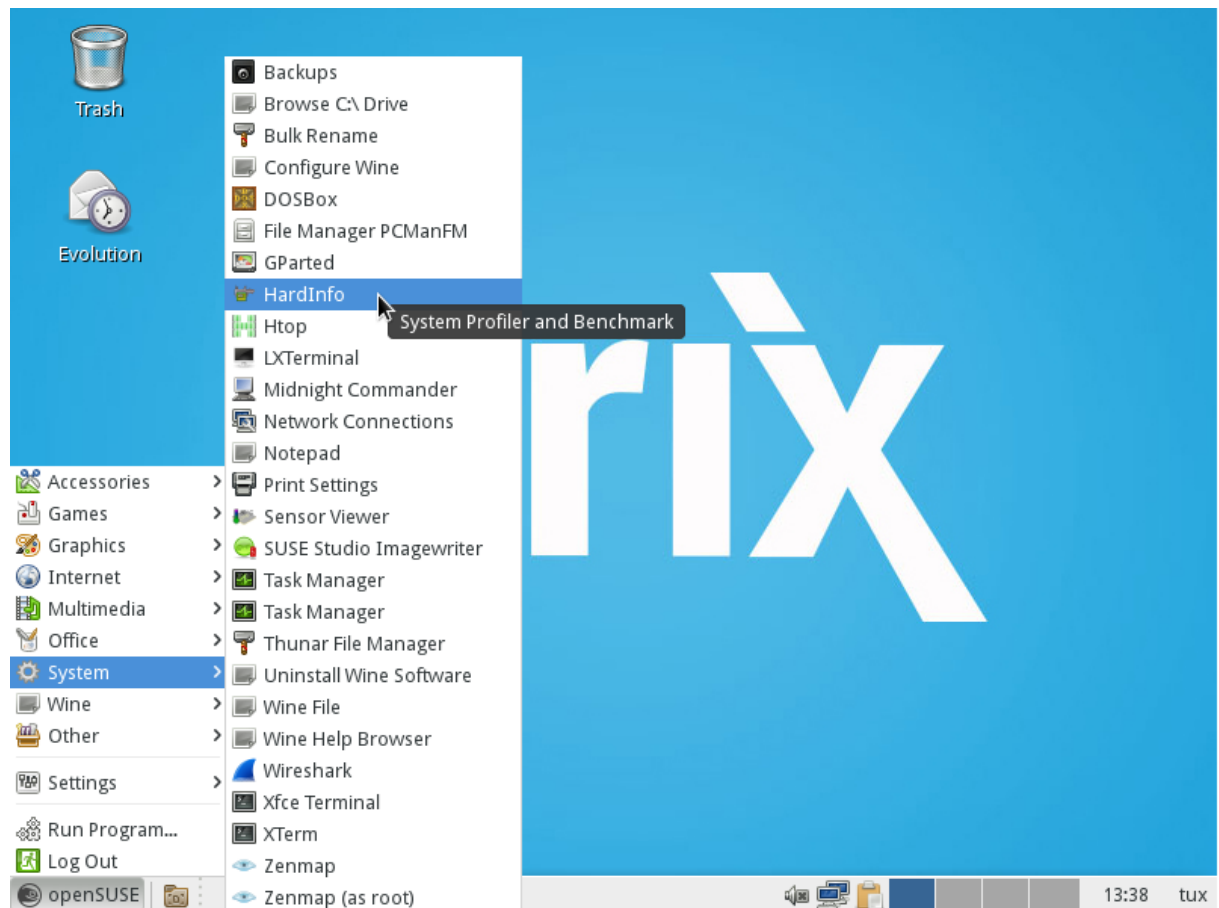 Trash
Evolution
Backups
Browse C:\ Drive
Bulk Rename
Configure Wine
DOSBox
File Manager PCManFM
GParted
HardInfo
System Profiler and Benchmark
Htop
LXTerminal
Midnight Commander
Network Connections
Notepad
Print Settings
Sensor Viewer
SUSE Studio Imagewriter
Task Manager
Task Manager
Thunar File Manager
Uninstall Wine Software
Wine File
Wine Help Browser
Wireshark
Xfce Terminal
XTerm
Zenmap
Zenmap (as root)
Accessories
Games
Graphics
Internet
Multimedia
Office
System
Wine
Other
Settings
Run Program...
Log Out
rix
openSUSE
13:38
tux